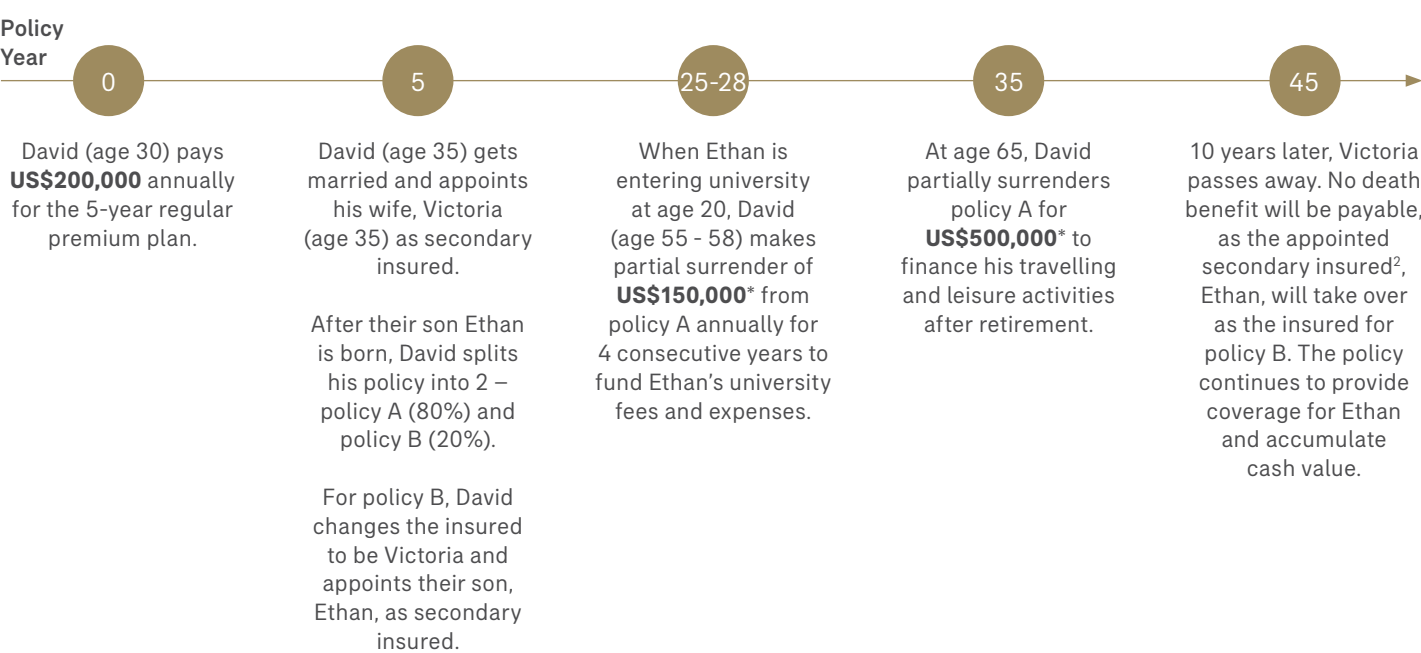 Policy
Year
0
David (age 30) pays
US$200,000 annually
for the 5-year regular
premium plan.
5
David (age 35) gets
married and appoints
his wife, Victoria
(age 35) as secondary
insured.
After their son Ethan
is born, David splits
his policy into 2 –
policy A (80%) and
policy B (20%).
For policy B, David
changes the insured
to be Victoria and
appoints their son,
Ethan, as secondary
insured.
25-28
When Ethan is
entering university
at age 20, David
(age 55 - 58) makes
partial surrender of
US$150,000* from
policy A annually for
4 consecutive years to
fund Ethan’s university
fees and expenses.
35
At age 65, David
partially surrenders
policy A for
US$500,000* to
finance his travelling
and leisure activities
after retirement.
45
10 years later, Victoria
passes away. No death
benefit will be payable,
as the appointed
secondary insured²,
Ethan, will take over
as the insured for
policy B. The policy
continues to provide
coverage for Ethan
and accumulate
cash value.